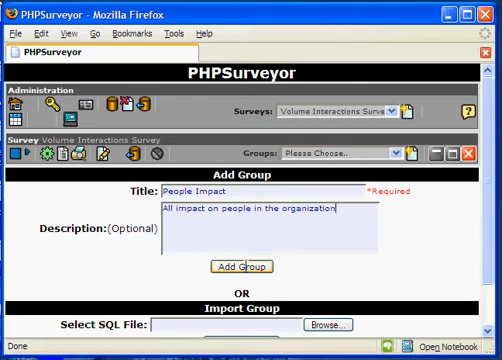 PHPSurveyor - Mozilla Firefox
File Edit View Go Bookmarks Tools Help
PHPSurveyor
PHPSurveyor
Administration
Surveys: Volume Interactions Surve
Survey Volume Interactions Survey
Groups: Please Choose..
Add Group
Title: People Impact *Required
All impact on people in the organization
Description:(Optional)
Add Group
OR
Import Group
Select SQL File: Browse...
Done Open Notebook